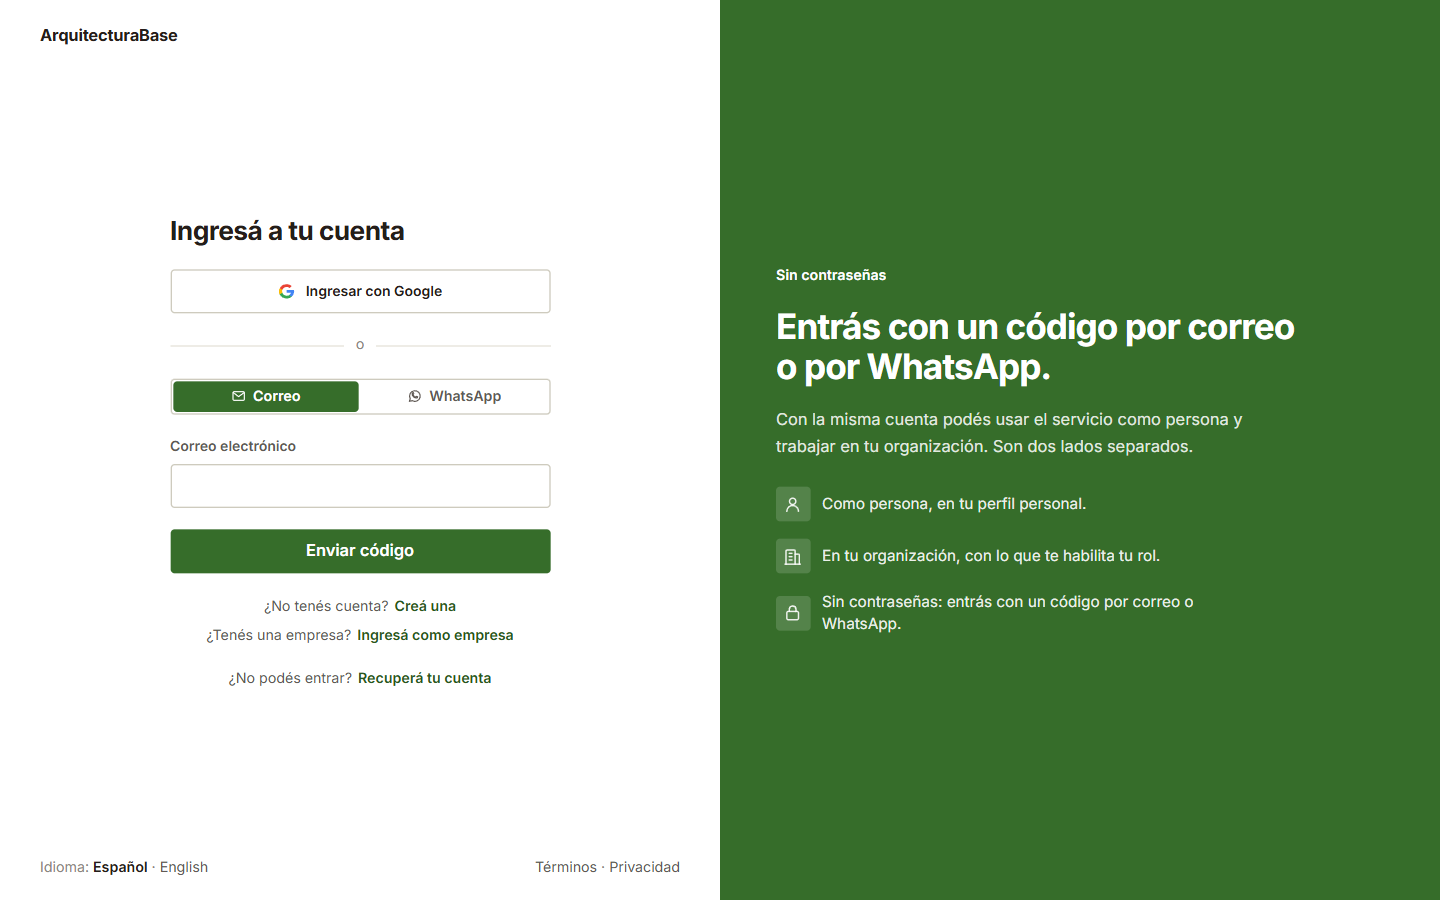 ArquitecturaBase
Ingresá a tu cuenta
Ingresar con Google
o
Correo
WhatsApp
Correo electrónico
Enviar código
¿No tenés cuenta? Creá una
¿Tenés una empresa? Ingresá como empresa
¿No podés entrar? Recuperá tu cuenta
Idioma: Español · English
Términos · Privacidad
Sin contraseñas
Entrás con un código por correo
o por WhatsApp.
Con la misma cuenta podés usar el servicio como persona y
trabajar en tu organización. Son dos lados separados.
Como persona, en tu perfil personal.
En tu organización, con lo que te habilita tu rol.
Sin contraseñas: entrás con un código por correo o
WhatsApp.